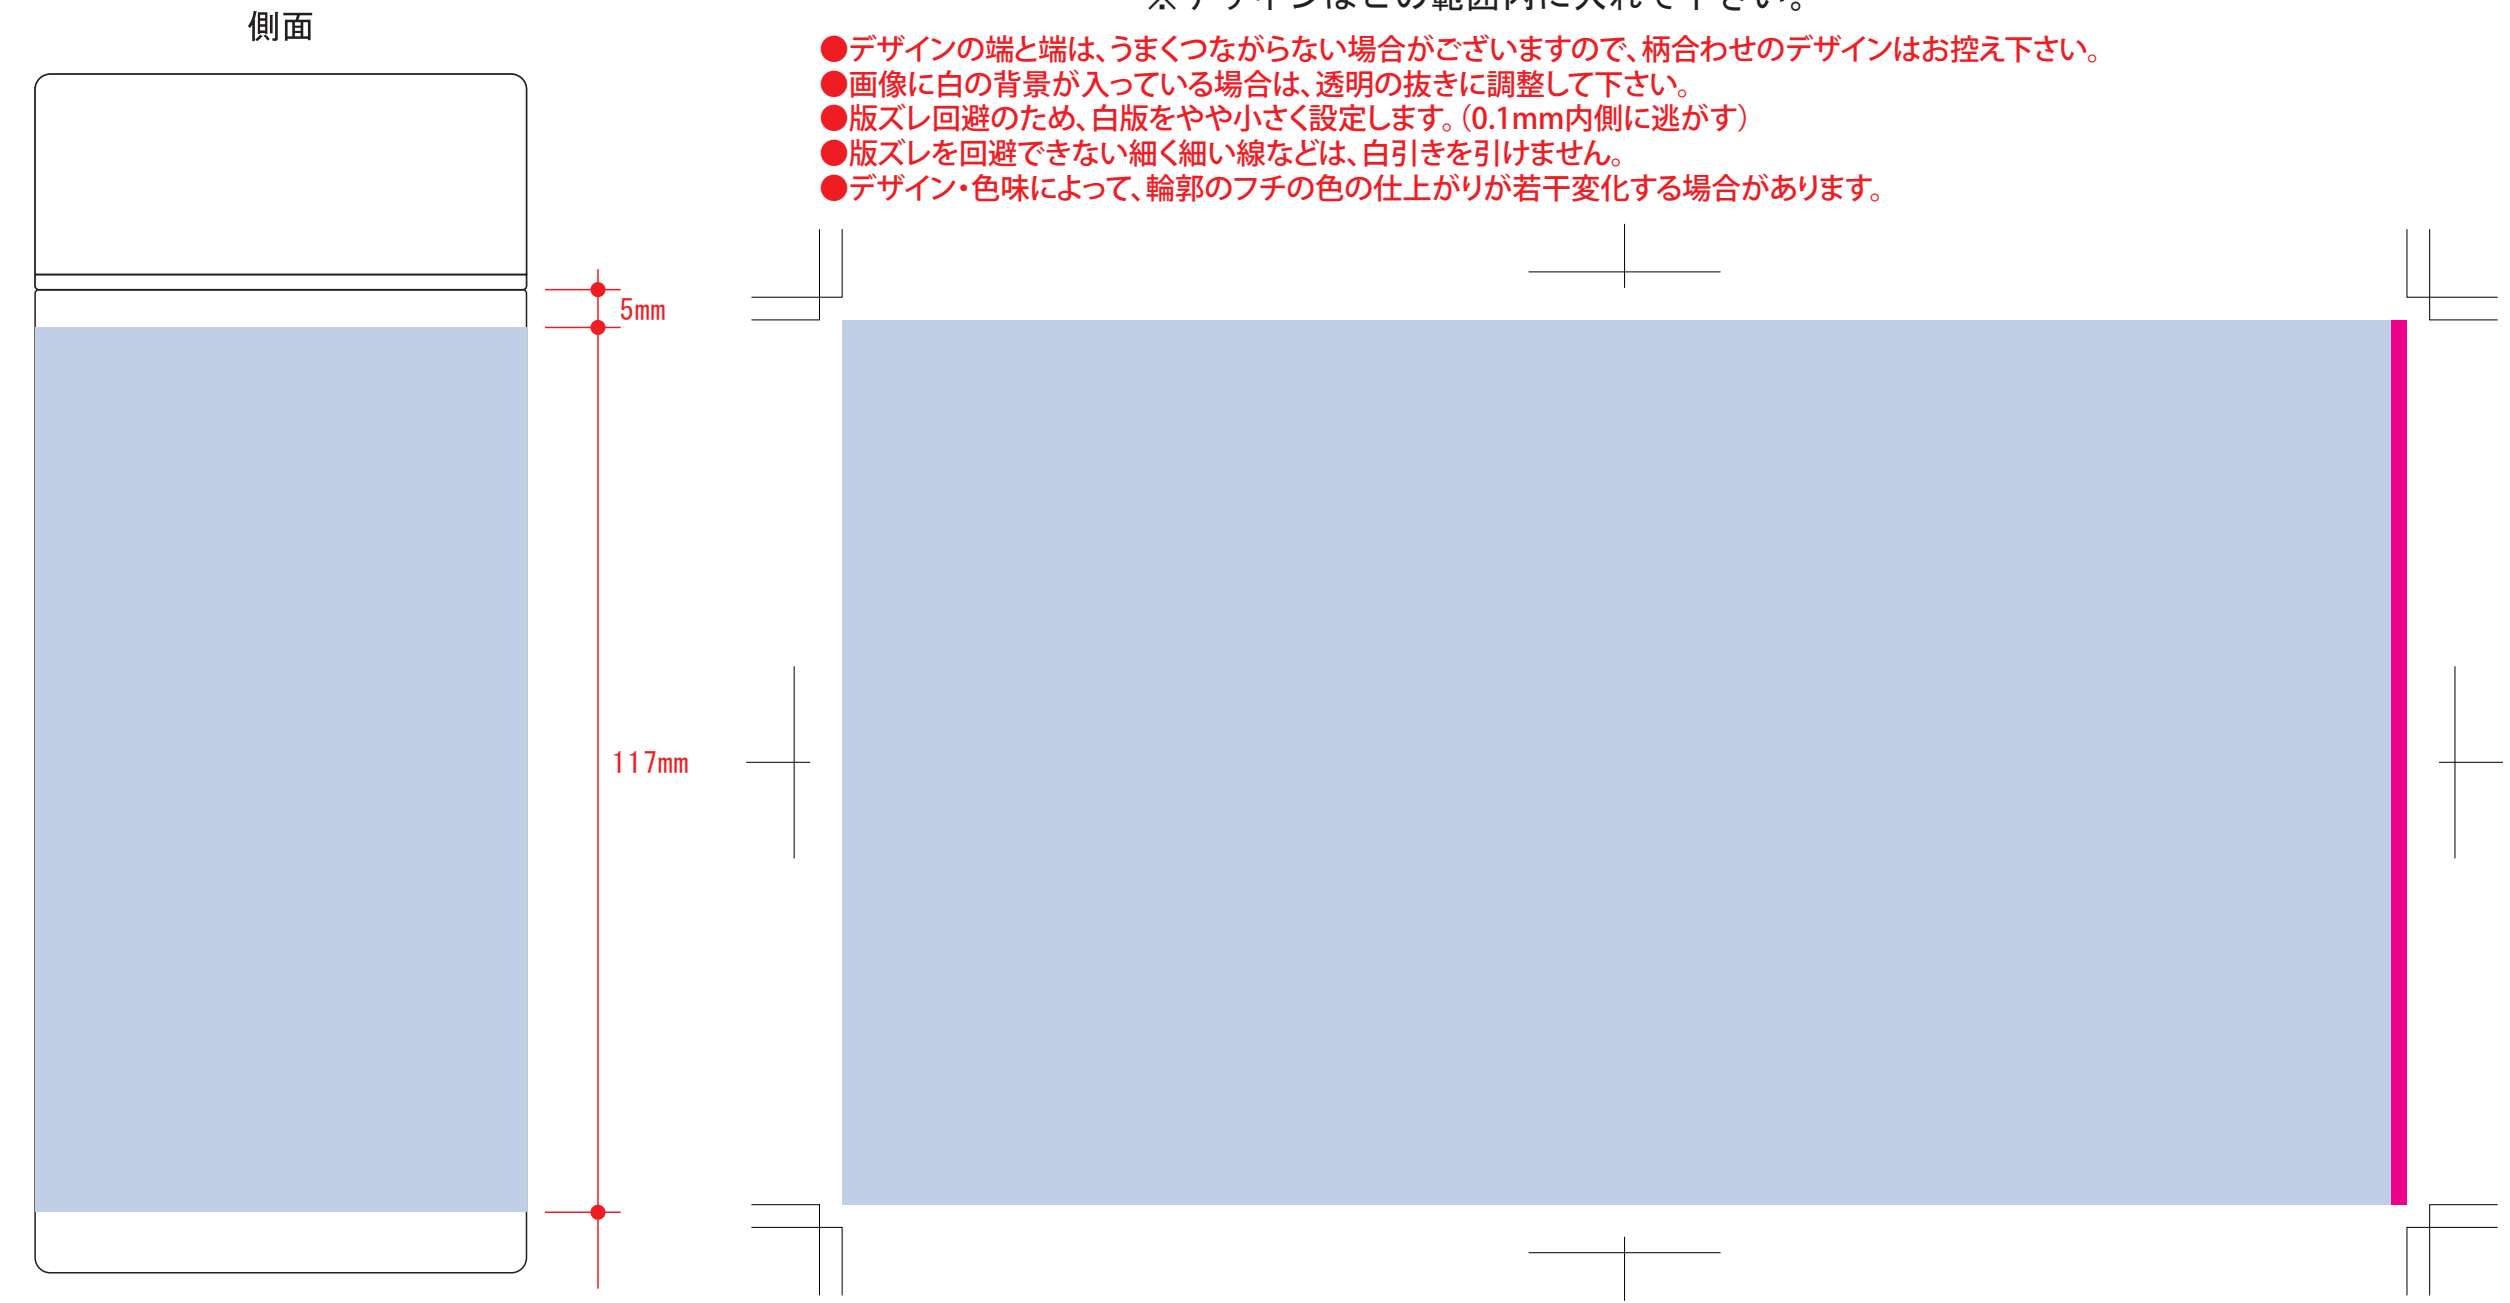 側面
●デザインの端と端は、うまくつながらない場合がございますので、柄合わせのデザインはお控え下さい。
●画像に白の背景が入っている場合は、透明の抜きに調整して下さい。
●版ズレ回避のため、白版をやや小さく設定します。(0.1mm内側に逃がす)
●版ズレを回避できない細く細い線などは、白引きを引けません。
●デザイン・色味によって、輪郭のフチの色の仕上がりが若干変化する場合があります。
5mm
117mm